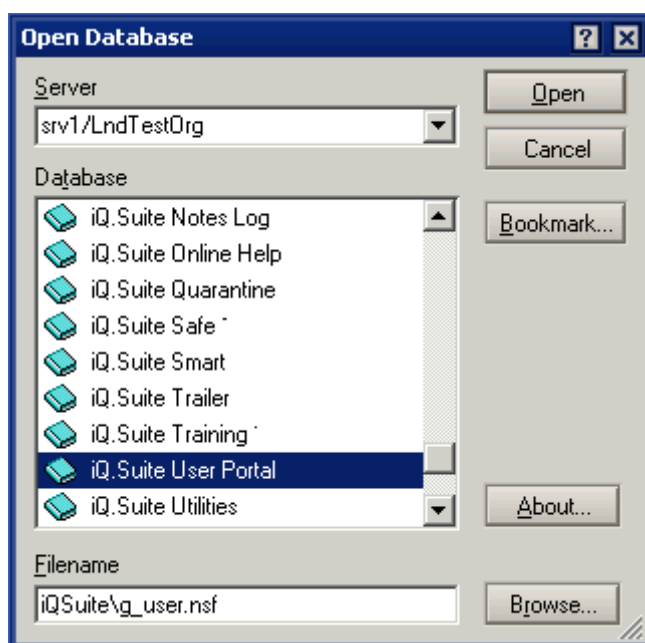 Open Database
Server
srv1/LndTestOrg
Open
Cancel
Database
Bookmark...
iQ.Suite Notes Log
iQ.Suite Online Help
iQ.Suite Quarantine
iQ.Suite Safe
iQ.Suite Smart
iQ.Suite Trailer
iQ.Suite Training
iQ.Suite User Portal
iQ.Suite Utilities
About...
Filename
iQSuite\g_user.nsf
Browse...